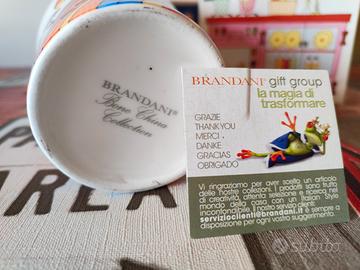 BRANDANI®
Bone China
Collection
BRANDANI® gift group
la magia di
trasformare
GRAZIE
THANK YOU
MERCI
DANKE
GRACIAS
OBRIGADO
Vi ringraziamo per aver scelto un articolo
delle nostre collezioni. I prodotti sono frutto
di creatività, attenta selezione e ricerca nel
mondo della casa con un Italian Style
inconfondibile. Il nostro servizio clienti
servizioclienti@brandani.it è sempre a
disposizione per ogni vostro suggerimento.
AREA
subito